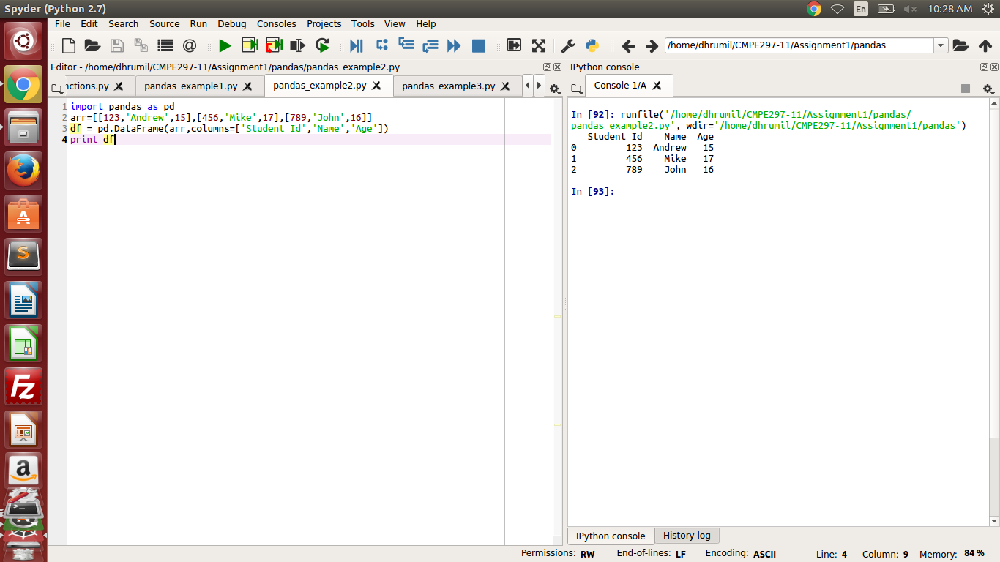 Spyder (Python 2.7)
En
10:28 AM
File Edit Search Source Run Debug Consoles Projects Tools View Help
@
/home/dhrumil/CMPE297-11/Assignment1/pandas
Editor - /home/dhrumil/CMPE297-11/Assignment1/pandas/pandas_example2.py
IPython console
nctions.py pandas_example1.py pandas_example2.py pandas_example3.py
Console 1/A
1 import pandas as pd
2 arr=[[123,'Andrew',15],[456,'Mike',17],[789,'John',16]]
3 df = pd.DataFrame(arr,columns=['Student Id','Name','Age'])
4 print df
In [92]: runfile('/home/dhrumil/CMPE297-11/Assignment1/pandas/
pandas_example2.py', wdir='/home/dhrumil/CMPE297-11/Assignment1/pandas')
Student Id Name Age
0 123 Andrew 15
1 456 Mike 17
2 789 John 16
In [93]:
A
S
Fz
a
IPython console History log
Permissions: RW End-of-lines: LF Encoding: ASCII Line: 4 Column: 9 Memory: 84 %